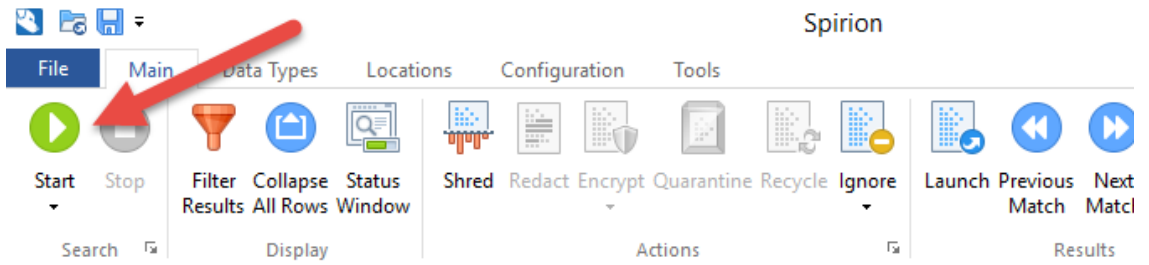 Spirion
File Main Data Types Locations Configuration Tools
Start Stop Filter Collapse Status Shred Redact Encrypt Quarantine Recycle Ignore Launch Previous Next
Results All Rows Window Match
Search Display Actions Results